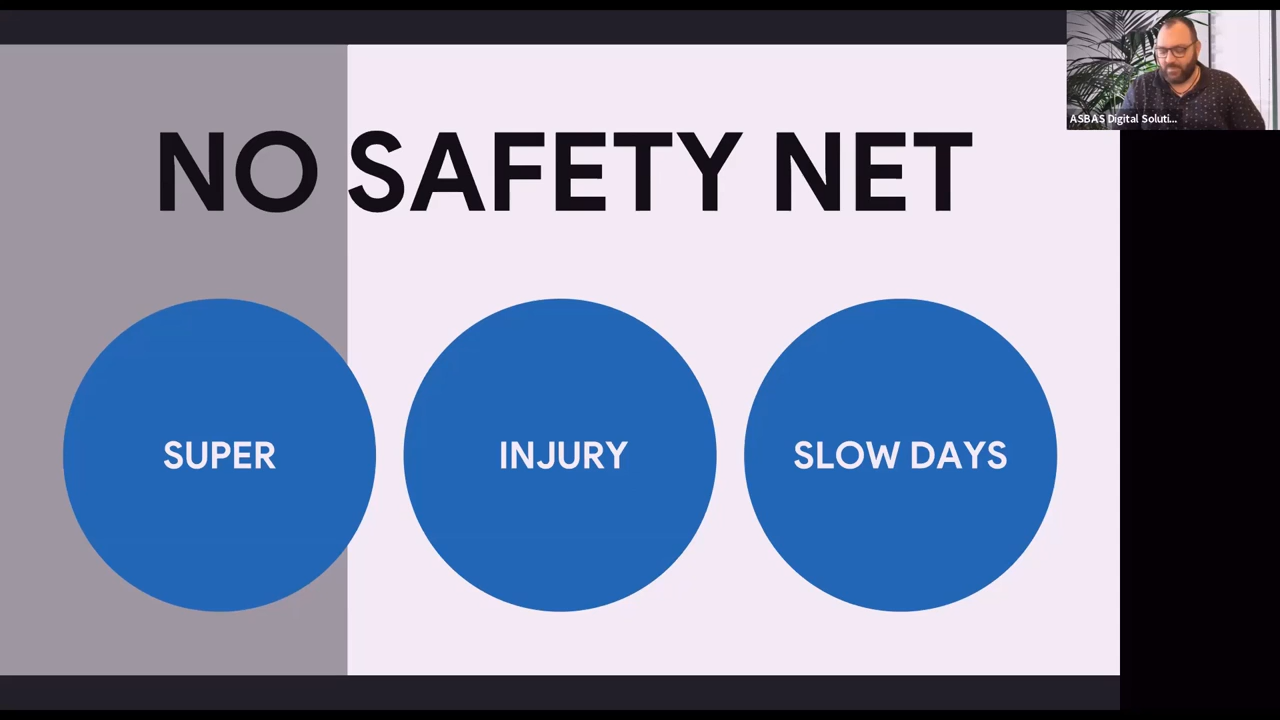 NO SAFETY NET
SUPER
INJURY
SLOW DAYS
ASBAS Digital Soluti...